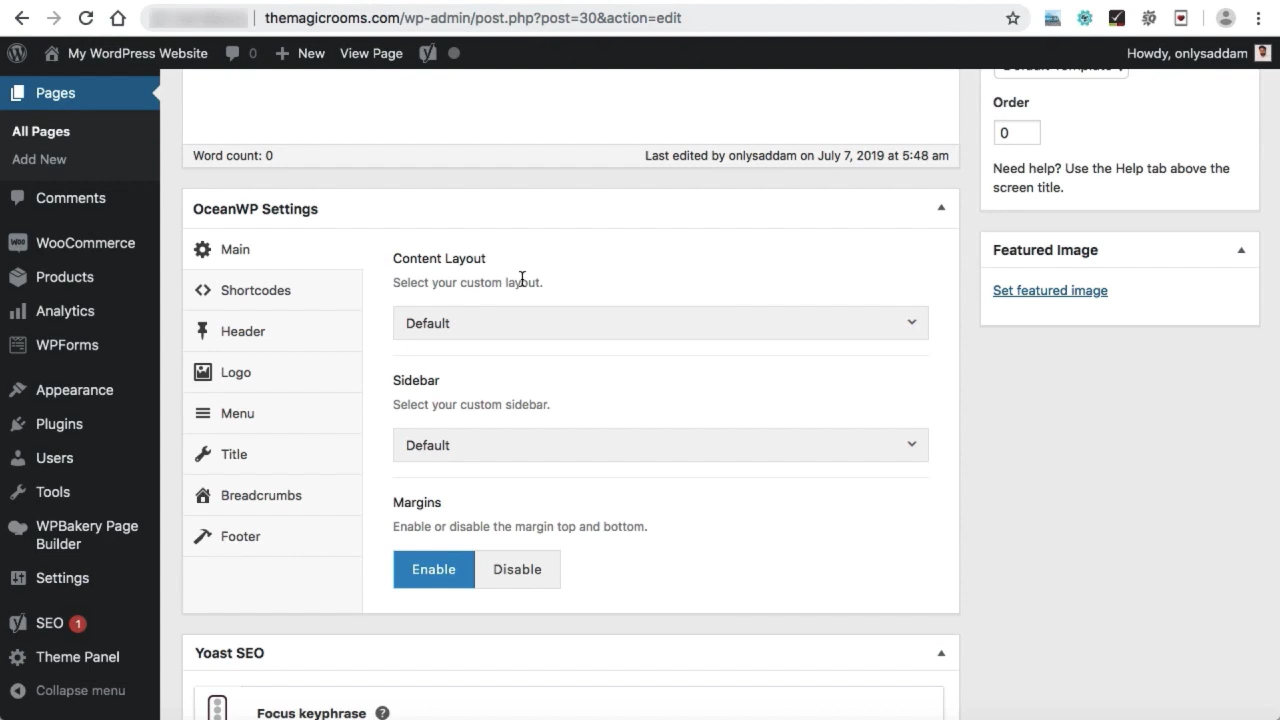 themagicrooms.com/wp-admin/post.php?post=30&action=edit
My WordPress Website
0
New
View Page
Howdy, onlysaddam
Pages
All Pages
Add New
Comments
WooCommerce
Products
Analytics
WPForms
Appearance
Plugins
Users
Tools
WPBakery Page
Builder
Settings
SEO 1
Theme Panel
Collapse menu
Word count: 0
Last edited by onlysaddam on July 7, 2019 at 5:48 am
OceanWP Settings
Main
Shortcodes
Header
Logo
Menu
Title
Breadcrumbs
Footer
Content Layout
Select your custom layout.
Default
Sidebar
Select your custom sidebar.
Default
Margins
Enable or disable the margin top and bottom.
Enable
Disable
Yoast SEO
Focus keyphrase ?
Order
0
Need help? Use the Help tab above the
screen title.
Featured Image
Set featured image